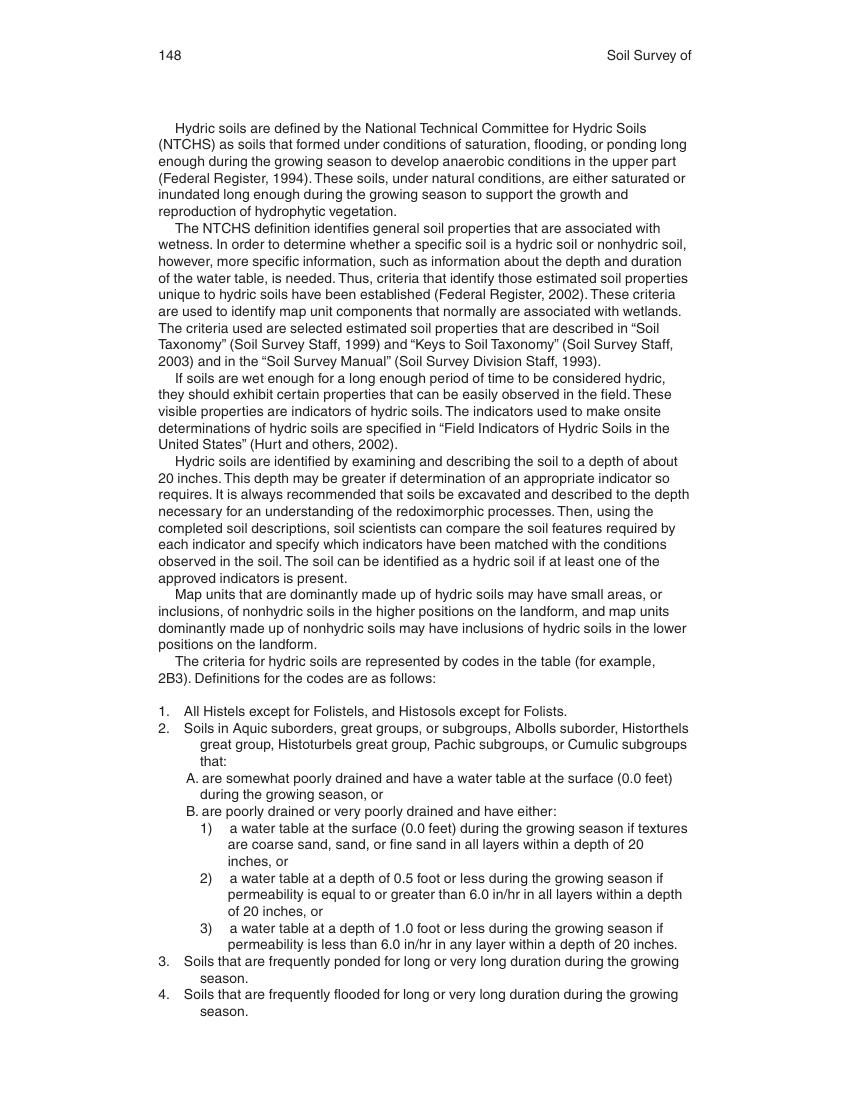 148
Soil Survey of
Hydric soils are defined by the National Technical Committee for Hydric Soils
(NTCHS) as soils that formed under conditions of saturation, flooding, or ponding long
enough during the growing season to develop anaerobic conditions in the upper part
(Federal Register, 1994). These soils, under natural conditions, are either saturated or
inundated long enough during the growing season to support the growth and
reproduction of hydrophytic vegetation.
The NTCHS definition identifies general soil properties that are associated with
wetness. In order to determine whether a specific soil is a hydric soil or nonhydric soil,
however, more specific information, such as information about the depth and duration
of the water table, is needed. Thus, criteria that identify those estimated soil properties
unique to hydric soils have been established (Federal Register, 2002). These criteria
are used to identify map unit components that normally are associated with wetlands.
The criteria used are selected estimated soil properties that are described in “Soil
Taxonomy” (Soil Survey Staff, 1999) and “Keys to Soil Taxonomy” (Soil Survey Staff,
2003) and in the “Soil Survey Manual” (Soil Survey Division Staff, 1993).
If soils are wet enough for a long enough period of time to be considered hydric,
they should exhibit certain properties that can be easily observed in the field. These
visible properties are indicators of hydric soils. The indicators used to make onsite
determinations of hydric soils are specified in “Field Indicators of Hydric Soils in the
United States” (Hurt and others, 2002).
Hydric soils are identified by examining and describing the soil to a depth of about
20 inches. This depth may be greater if determination of an appropriate indicator so
requires. It is always recommended that soils be excavated and described to the depth
necessary for an understanding of the redoximorphic processes. Then, using the
completed soil descriptions, soil scientists can compare the soil features required by
each indicator and specify which indicators have been matched with the conditions
observed in the soil. The soil can be identified as a hydric soil if at least one of the
approved indicators is present.
Map units that are dominantly made up of hydric soils may have small areas, or
inclusions, of nonhydric soils in the higher positions on the landform, and map units
dominantly made up of nonhydric soils may have inclusions of hydric soils in the lower
positions on the landform.
The criteria for hydric soils are represented by codes in the table (for example,
2B3). Definitions for the codes are as follows:
1. All Histels except for Folistels, and Histosols except for Folists.
2. Soils in Aquic suborders, great groups, or subgroups, Albolls suborder, Historthels
great group, Histoturbels great group, Pachic subgroups, or Cumulic subgroups
that:
A. are somewhat poorly drained and have a water table at the surface (0.0 feet)
during the growing season, or
B. are poorly drained or very poorly drained and have either:
1) a water table at the surface (0.0 feet) during the growing season if textures
are coarse sand, sand, or fine sand in all layers within a depth of 20
inches, or
2) a water table at a depth of 0.5 foot or less during the growing season if
permeability is equal to or greater than 6.0 in/hr in all layers within a depth
of 20 inches, or
3) a water table at a depth of 1.0 foot or less during the growing season if
permeability is less than 6.0 in/hr in any layer within a depth of 20 inches.
3. Soils that are frequently ponded for long or very long duration during the growing
season.
4. Soils that are frequently flooded for long or very long duration during the growing
season.